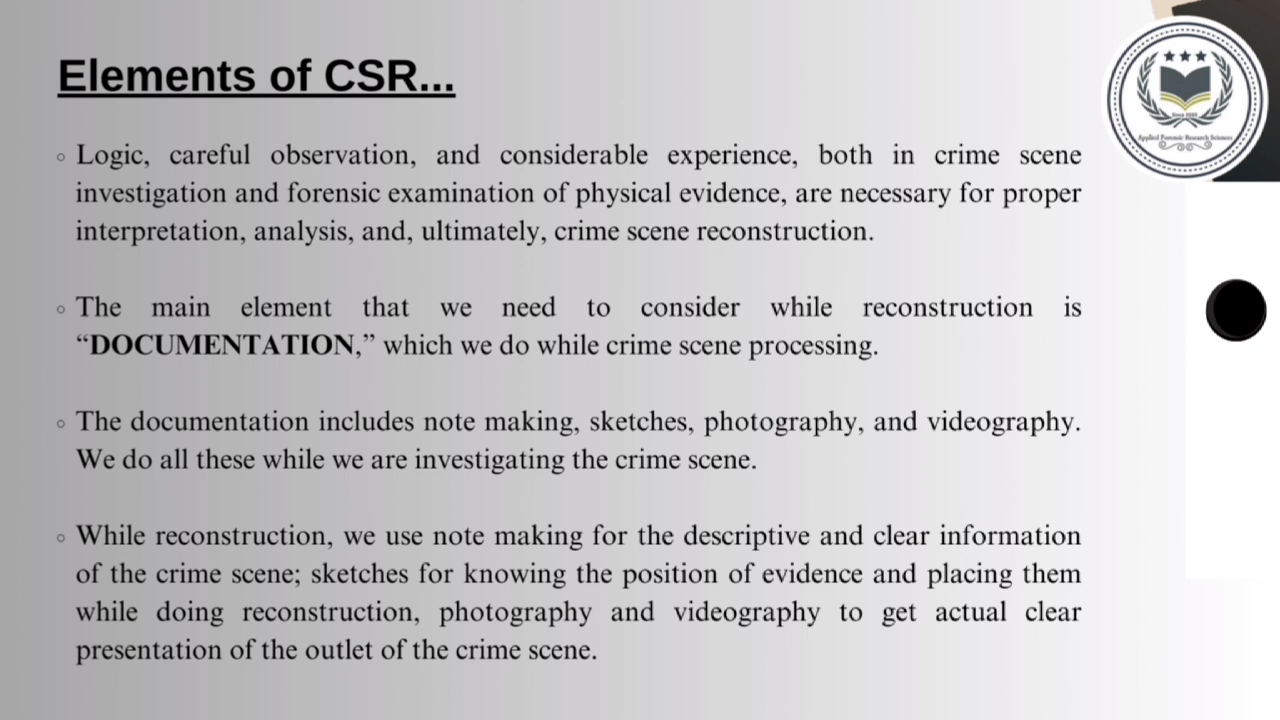 Elements of CSR...
Since 2020
Applied Forensic Research Sciences
◦ Logic, careful observation, and considerable experience, both in crime scene
investigation and forensic examination of physical evidence, are necessary for proper
interpretation, analysis, and, ultimately, crime scene reconstruction.
◦ The main element that we need to consider while reconstruction is
“DOCUMENTATION,” which we do while crime scene processing.
◦ The documentation includes note making, sketches, photography, and videography.
We do all these while we are investigating the crime scene.
◦ While reconstruction, we use note making for the descriptive and clear information
of the crime scene; sketches for knowing the position of evidence and placing them
while doing reconstruction, photography and videography to get actual clear
presentation of the outlet of the crime scene.